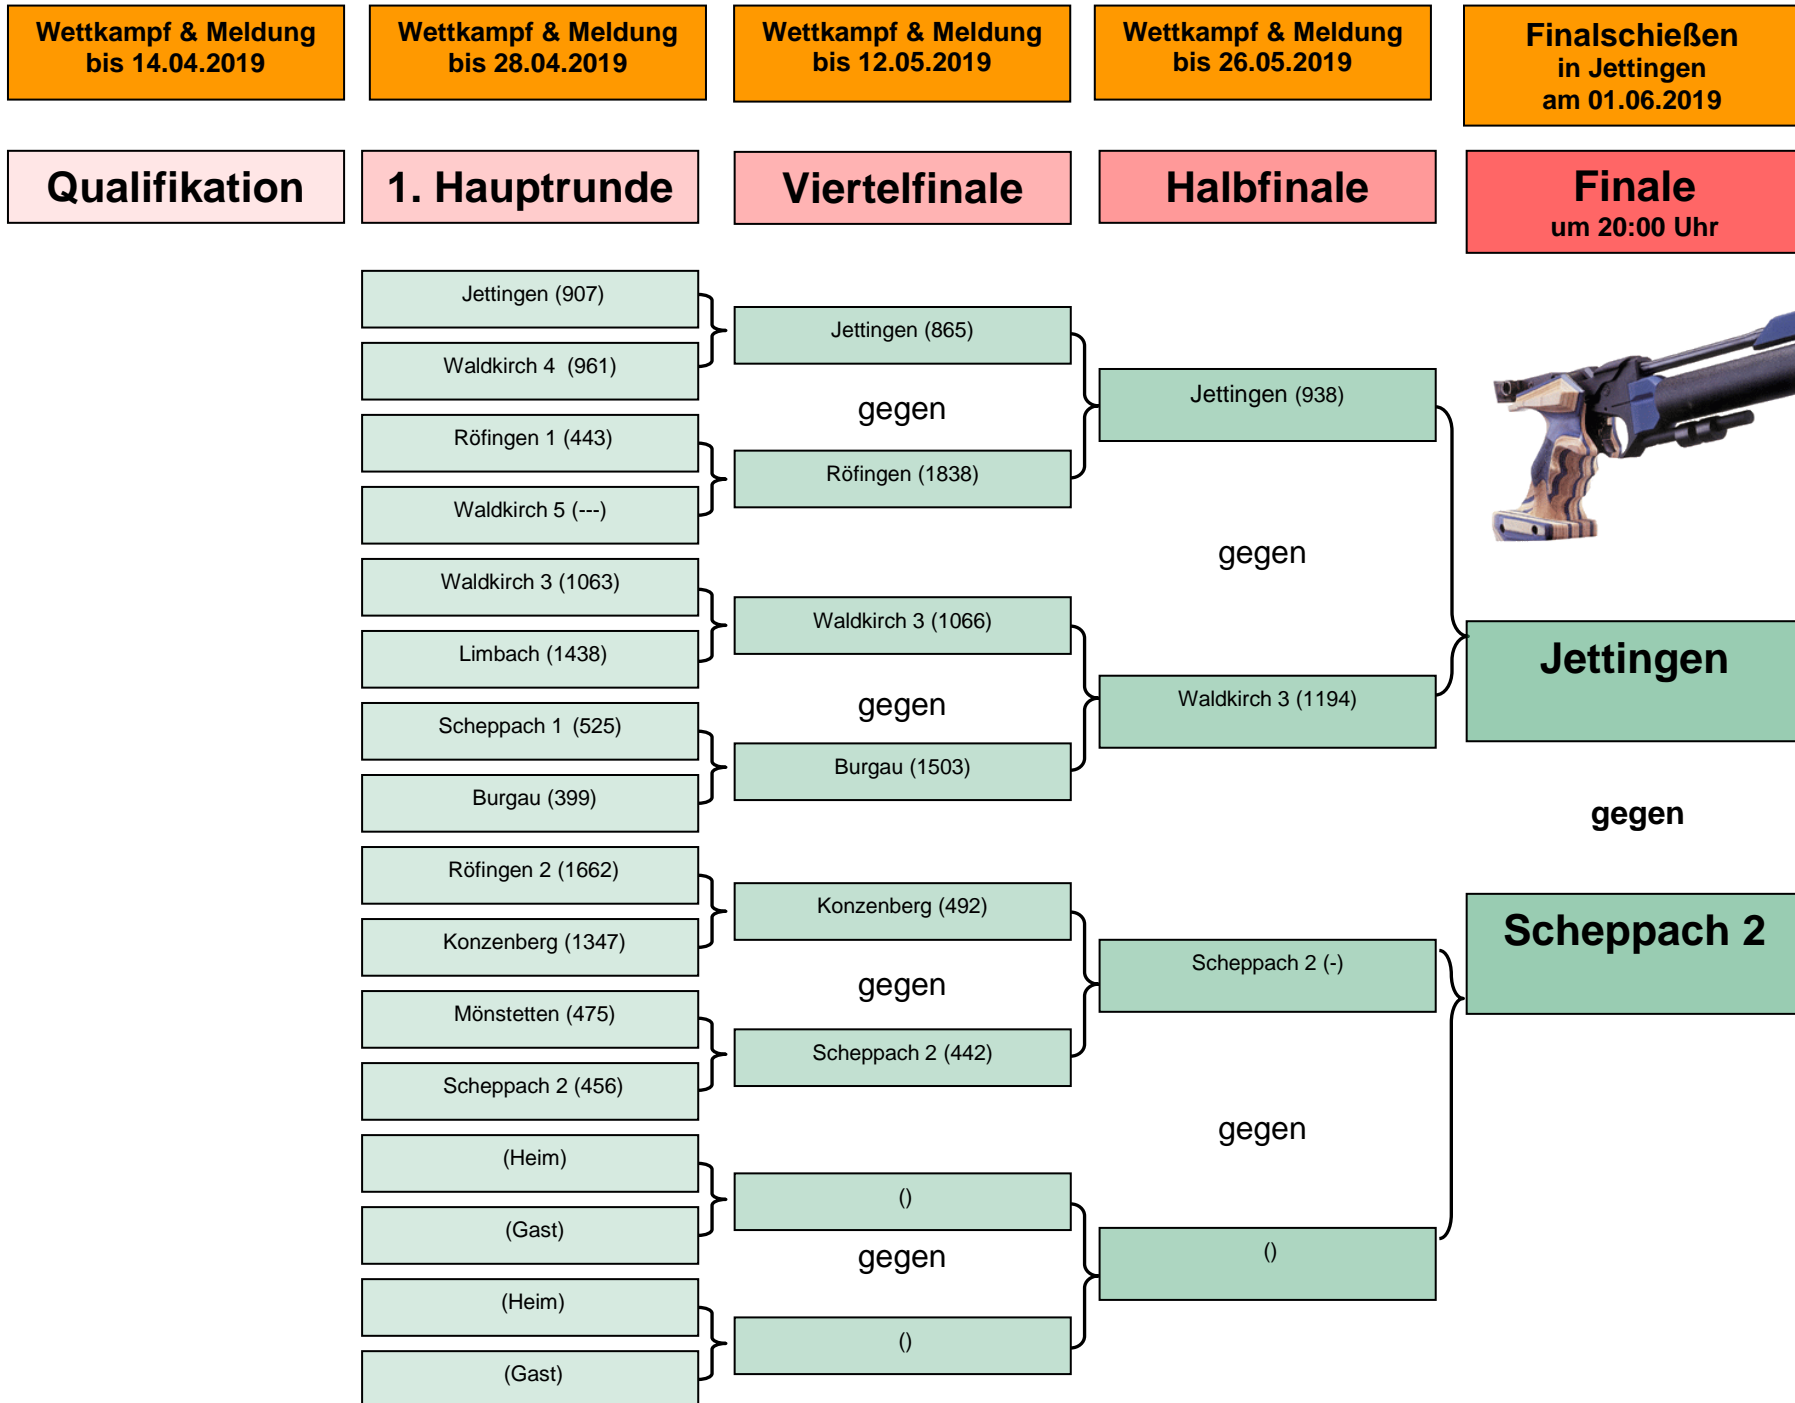 Wettkampf & Meldung
bis 14.04.2019
Wettkampf & Meldung
bis 28.04.2019
Wettkampf & Meldung
bis 12.05.2019
Wettkampf & Meldung
bis 26.05.2019
Finalschießen
in Jettingen
am 01.06.2019
Qualifikation
1. Hauptrunde
Viertelfinale
Halbfinale
Finale
um 20:00 Uhr
Jettingen (907)
Waldkirch 4 (961)
Röfingen 1 (443)
Waldkirch 5 (---)
Waldkirch 3 (1063)
Limbach (1438)
Scheppach 1 (525)
Burgau (399)
Röfingen 2 (1662)
Konzenberg (1347)
Mönstetten (475)
Scheppach 2 (456)
(Heim)
(Gast)
(Heim)
(Gast)
Jettingen (865)
gegen
Röfingen (1838)
Waldkirch 3 (1066)
gegen
Burgau (1503)
Konzenberg (492)
gegen
Scheppach 2 (442)
()
gegen
()
Jettingen (938)
gegen
Waldkirch 3 (1194)
Scheppach 2 (-)
gegen
()
Jettingen
gegen
Scheppach 2